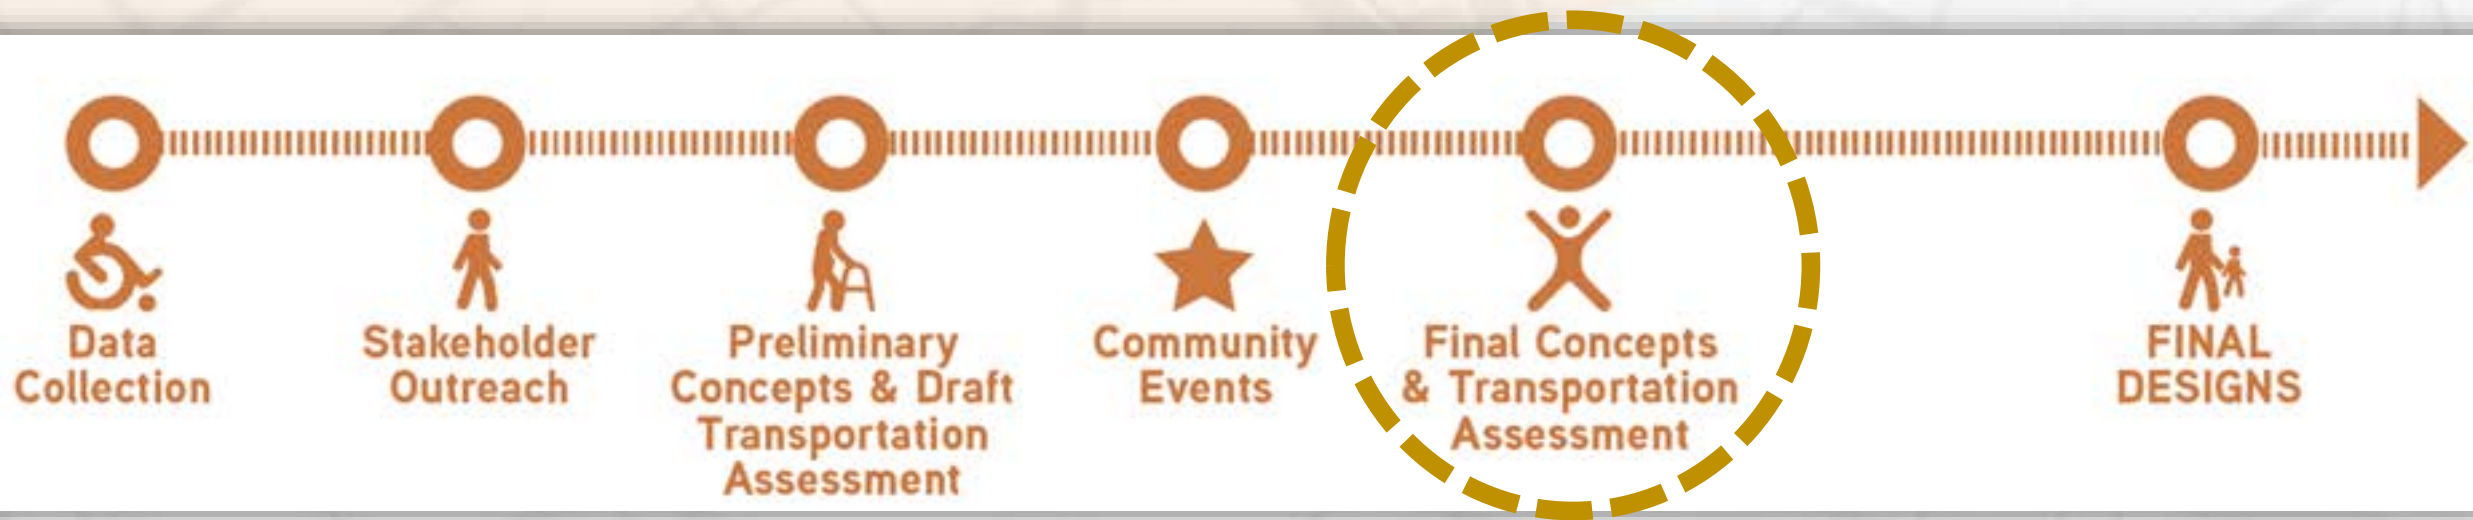 Data
Collection
Stakeholder
Outreach
Preliminary
Concepts & Draft
Transportation
Assessment
Community
Events
Final Concepts
& Transportation
Assessment
FINAL
DESIGNS